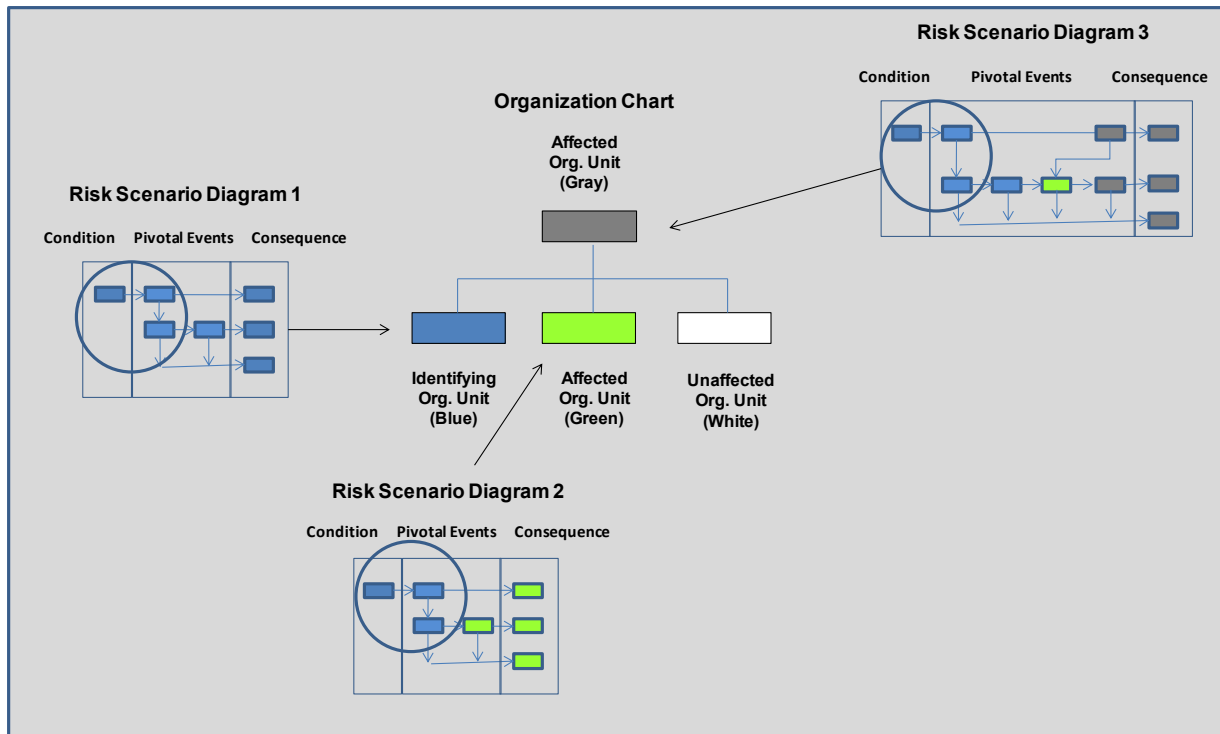 Risk Scenario Diagram 3
Condition Pivotal Events Consequence
Organization Chart
Affected
Org. Unit
(Gray)
Risk Scenario Diagram 1
Condition Pivotal Events Consequence
Identifying
Org. Unit
(Blue)
Affected
Org. Unit
(Green)
Unaffected
Org. Unit
(White)
Risk Scenario Diagram 2
Condition Pivotal Events Consequence